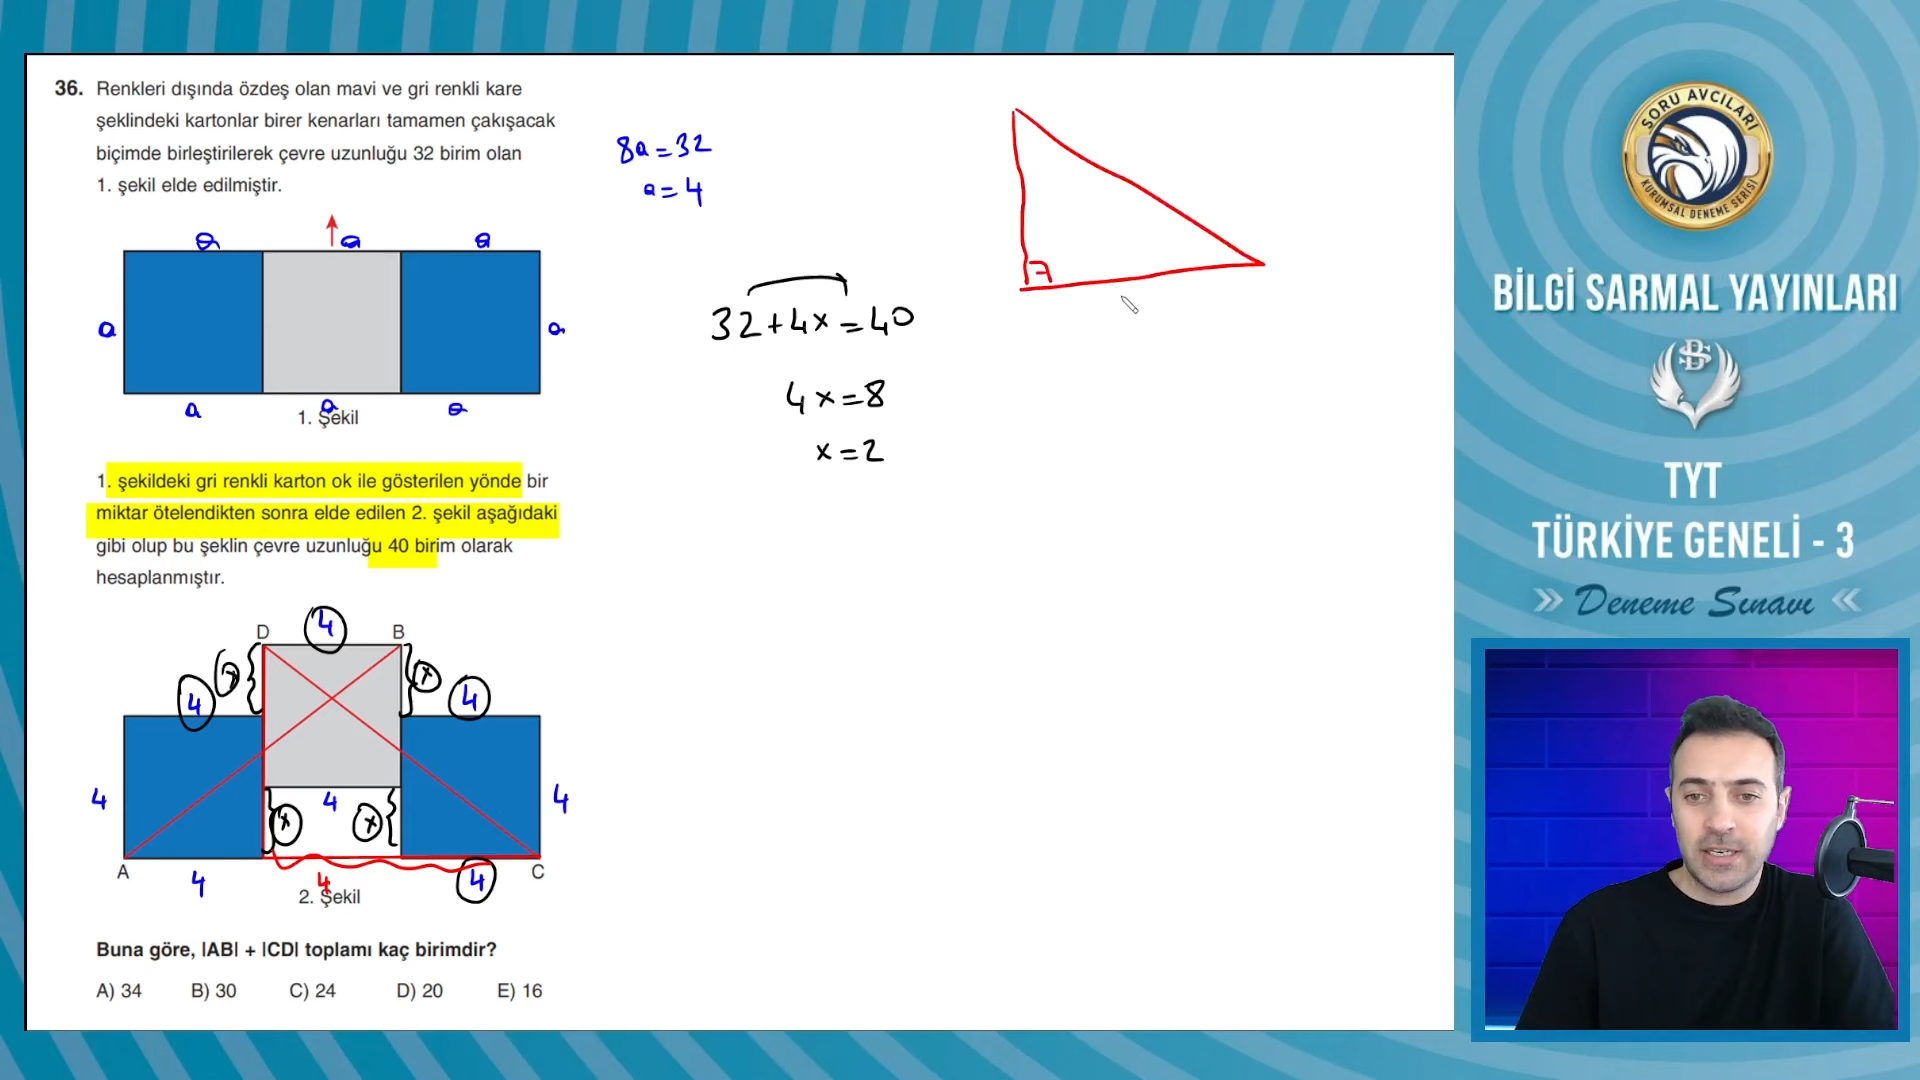 36. Renkleri dışında özdeş olan mavi ve gri renkli kare
şeklindeki kartonlar birer kenarları tamamen çakışacak
biçimde birleştirilerek çevre uzunluğu 32 birim olan
1. şekil elde edilmiştir.
a a a
a a
a a a
1. Şekil
1. şekildeki gri renkli karton ok ile gösterilen yönde bir
miktar ötelendikten sonra elde edilen 2. şekil aşağıdaki
gibi olup bu şeklin çevre uzunluğu 40 birim olarak
hesaplanmıştır.
D 4 B
x x
4 4
4 4 4
x x
A C
4 4 4
2. Şekil
Buna göre, |AB| + |CD| toplamı kaç birimdir?
A) 34 B) 30 C) 24 D) 20 E) 16
8a=32
a=4
32+4x=40
4x=8
x=2
SORU AVCILARI
KURUMSAL DENEME SERİSİ
BİLGİ SARMAL YAYINLARI
BS
TYT
TÜRKİYE GENELİ - 3
Deneme Sınavı